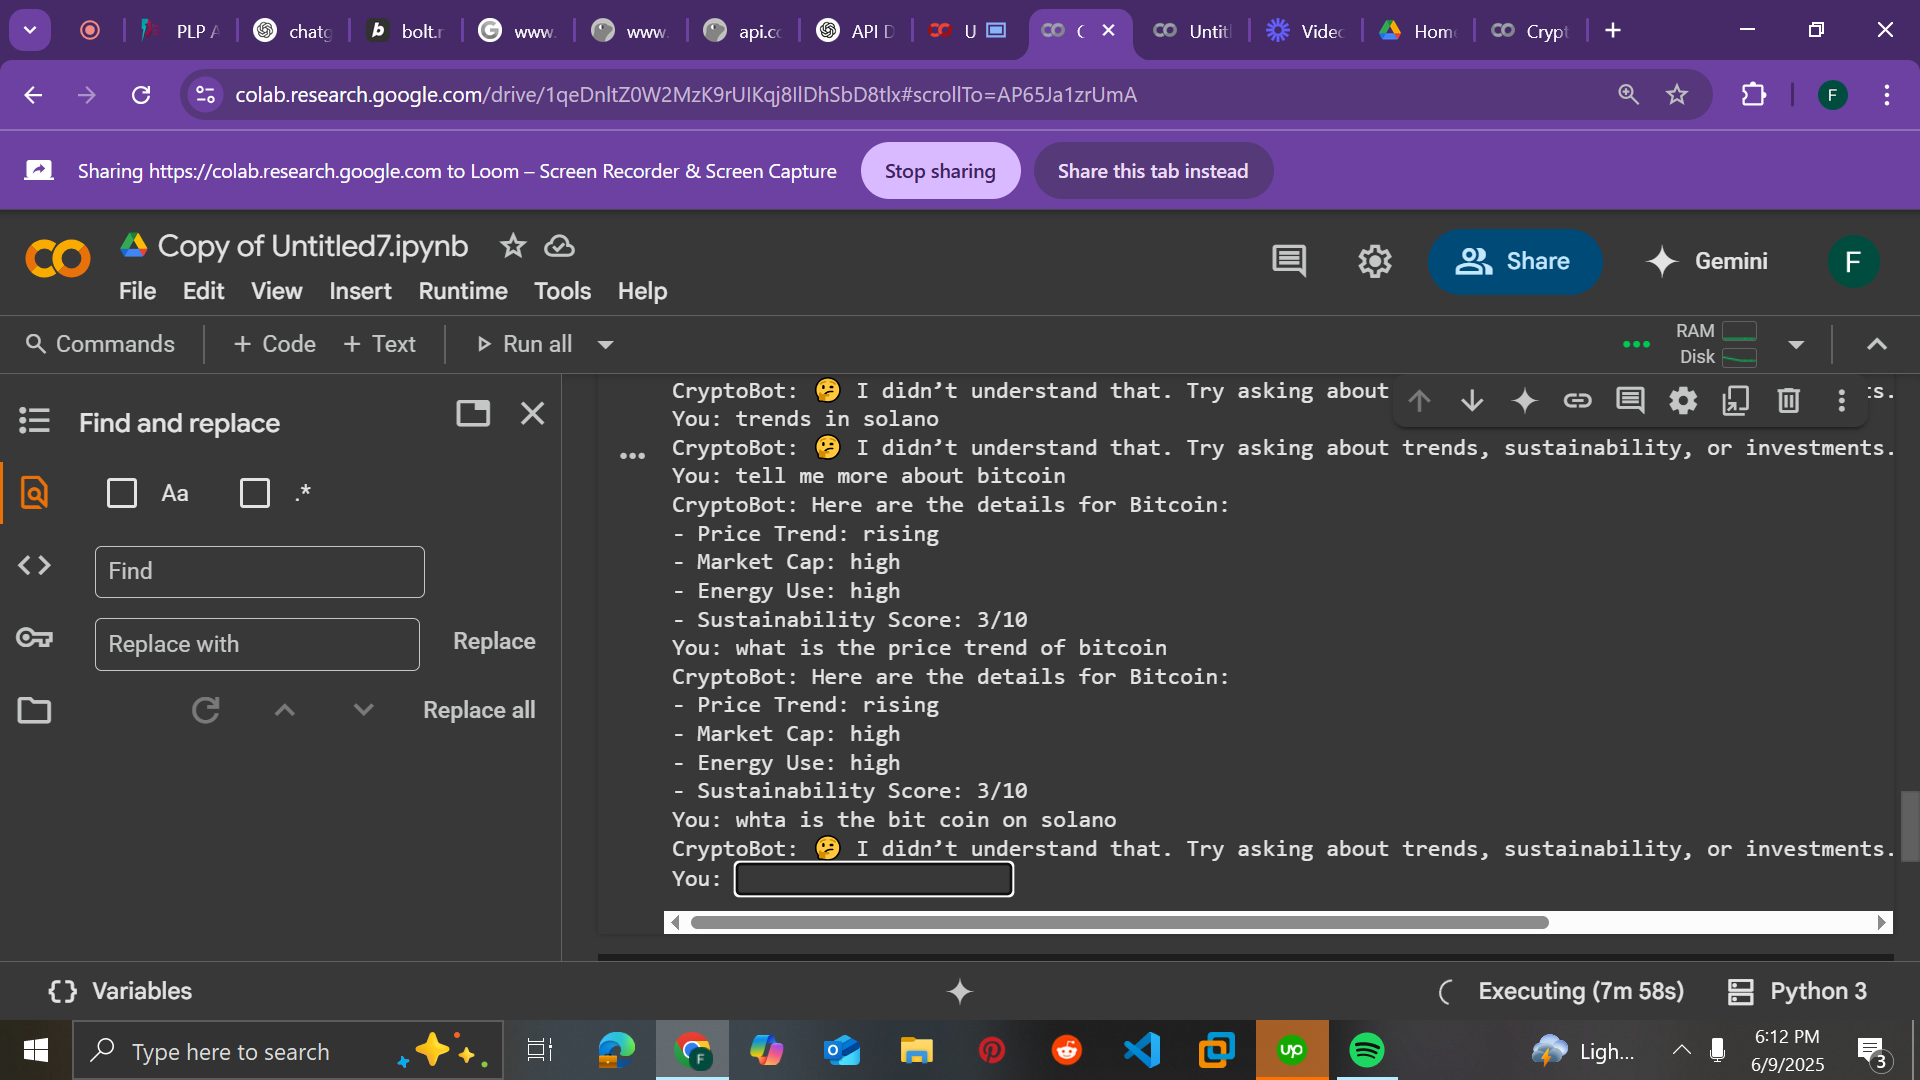 PLP A
chatg
bolt.n
www.
www.
api.co
API D
U
Untitl
Videc
Home
Crypt
colab.research.google.com/drive/1qeDnltZ0W2MzK9rUIKqj8IlDhSbD8tlx#scrollTo=AP65Ja1zrUmA
F
Sharing https://colab.research.google.com to Loom – Screen Recorder & Screen Capture
Stop sharing
Share this tab instead
Copy of Untitled7.ipynb
File Edit View Insert Runtime Tools Help
Share
Gemini
F
Commands
+ Code
+ Text
Run all
RAM
Disk
Find and replace
Aa
.*
Find
Replace with
Replace
Replace all
CryptoBot: 🤔 I didn’t understand that. Try asking about
s.
You: trends in solano
CryptoBot: 🤔 I didn’t understand that. Try asking about trends, sustainability, or investments.
You: tell me more about bitcoin
CryptoBot: Here are the details for Bitcoin:
- Price Trend: rising
- Market Cap: high
- Energy Use: high
- Sustainability Score: 3/10
You: what is the price trend of bitcoin
CryptoBot: Here are the details for Bitcoin:
- Price Trend: rising
- Market Cap: high
- Energy Use: high
- Sustainability Score: 3/10
You: whta is the bit coin on solano
CryptoBot: 🤔 I didn’t understand that. Try asking about trends, sustainability, or investments.
You:
Variables
Executing (7m 58s)
Python 3
Type here to search
F
up
Ligh...
6:12 PM
6/9/2025
3